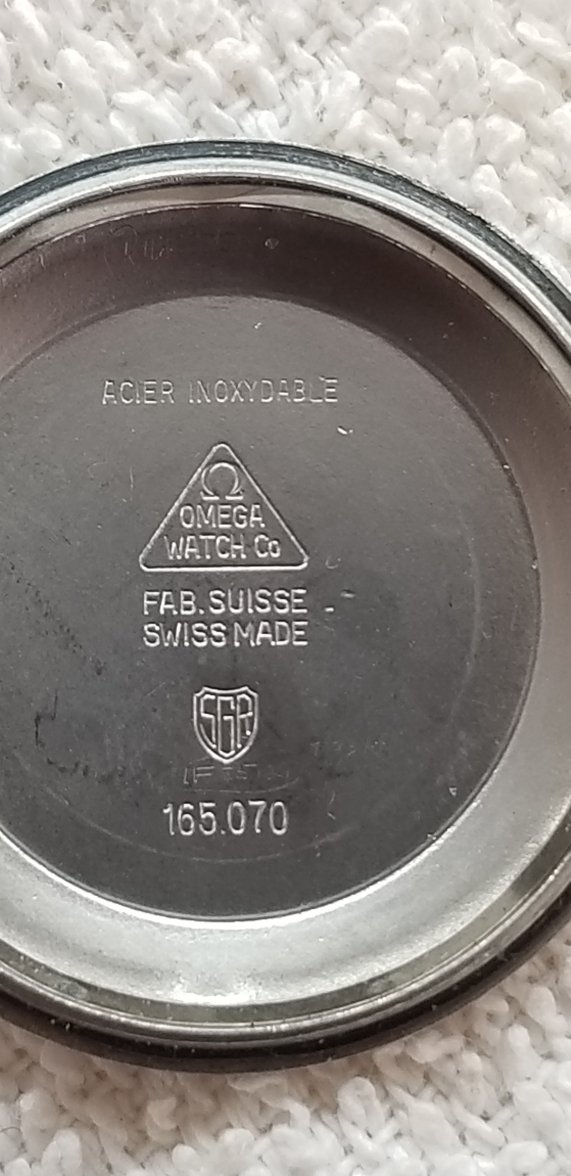 ACIER INOXYDABLE
Ω
OMEGA
WATCH Co
FAB. SUISSE
SWISS MADE
SGR
165.070